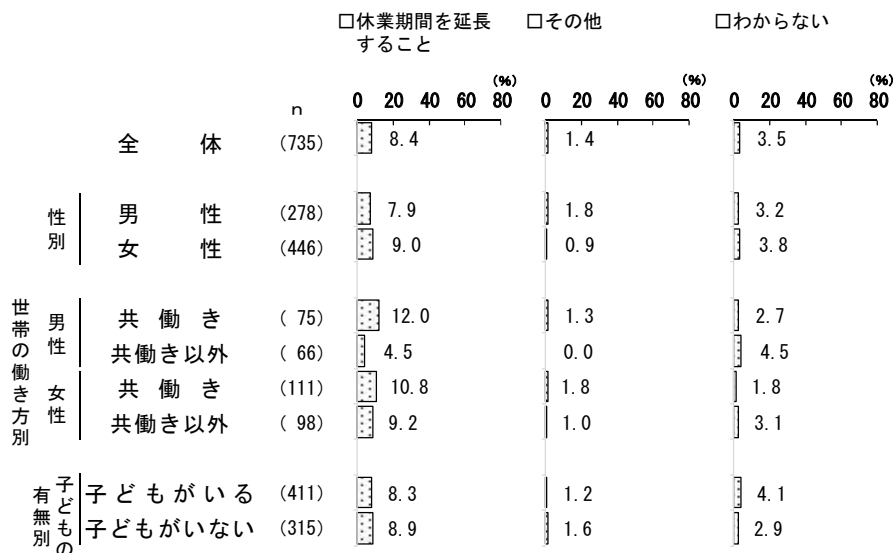 □休業期間を延長
すること
□その他
□わからない
(%) (%) (%)
n 0 20 40 60 80 0 20 40 60 80 0 20 40 60 80
全体 (735) 8.4 1.4 3.5
性別
男性 (278) 7.9 1.8 3.2
女性 (446) 9.0 0.9 3.8
世帯の働き方別
男性
共働き ( 75) 12.0 1.3 2.7
共働き以外 ( 66) 4.5 0.0 4.5
女性
共働き (111) 10.8 1.8 1.8
共働き以外 ( 98) 9.2 1.0 3.1
子どもの
有無別
子どもがいる (411) 8.3 1.2 4.1
子どもがいない (315) 8.9 1.6 2.9